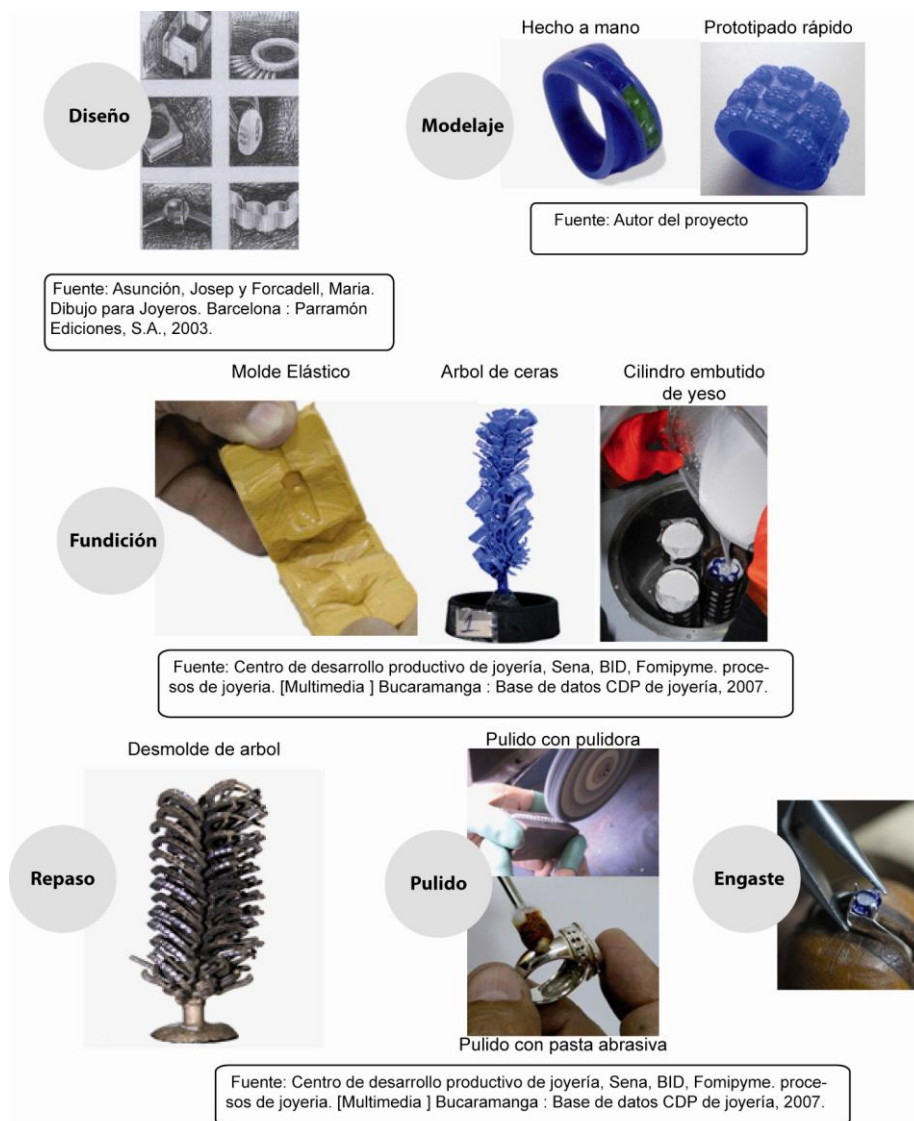 Diseño
Fuente: Asunción, Josep y Forcadell, Maria.
Dibujo para Joyeros. Barcelona : Parramón
Ediciones, S.A., 2003.
Modelaje
Hecho a mano
Prototipado rápido
Fuente: Autor del proyecto
Fundición
Molde Elástico
Arbol de ceras
Cilindro embutido
de yeso
1
Fuente: Centro de desarrollo productivo de joyería, Sena, BID, Fomipyme. proce-
sos de joyeria. [Multimedia ] Bucaramanga : Base de datos CDP de joyería, 2007.
Repaso
Desmolde de arbol
Pulido
Pulido con pulidora
Pulido con pasta abrasiva
Engaste
Fuente: Centro de desarrollo productivo de joyería, Sena, BID, Fomipyme. proce-
sos de joyeria. [Multimedia ] Bucaramanga : Base de datos CDP de joyería, 2007.